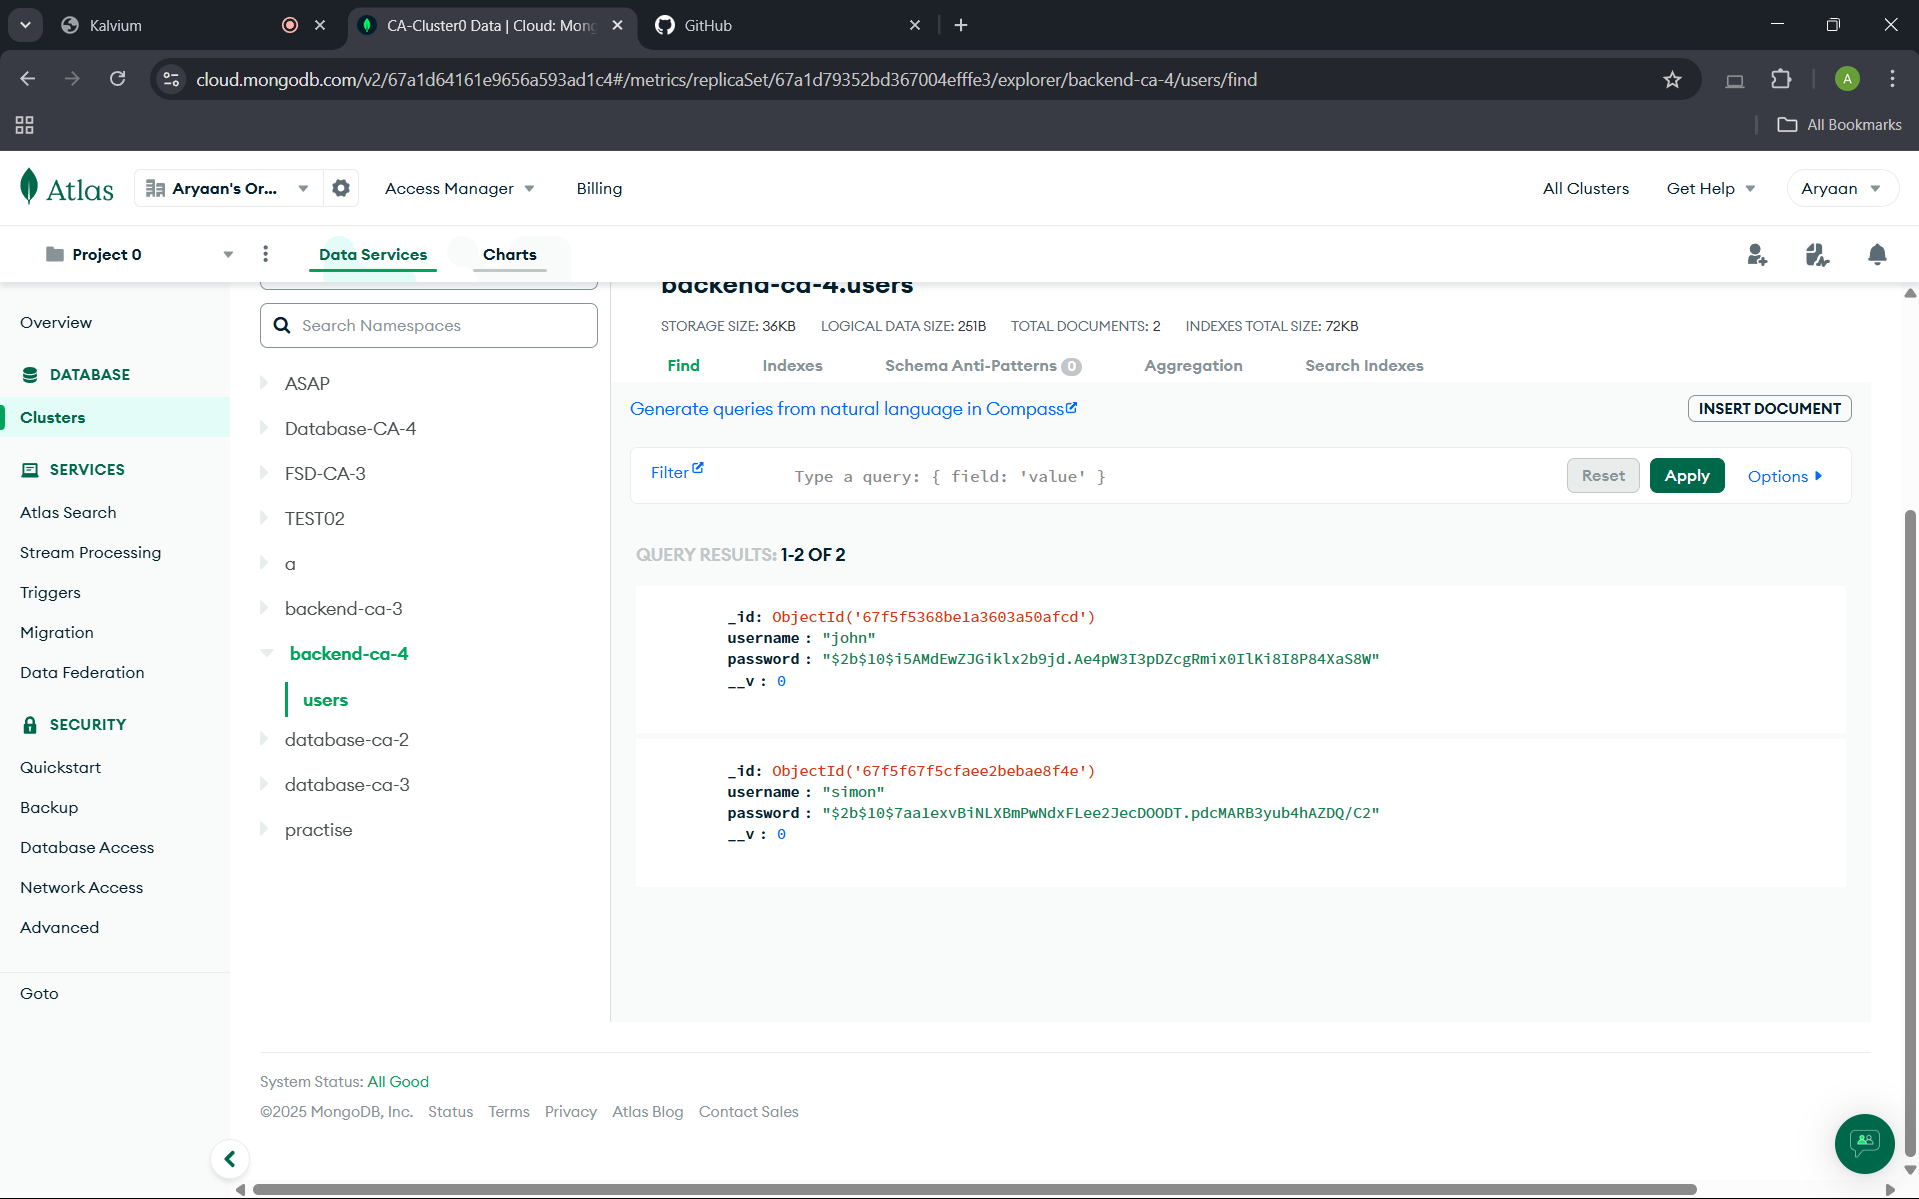 Kalvium
CA-Cluster0 Data | Cloud: Mong
GitHub
cloud.mongodb.com/v2/67a1d64161e9656a593ad1c4#/metrics/replicaSet/67a1d79352bd367004efffe3/explorer/backend-ca-4/users/find
A
All Bookmarks
Atlas
Aryaan's Or...
Access Manager
Billing
All Clusters
Get Help
Aryaan
Project 0
Data Services
Charts
Overview
DATABASE
Clusters
SERVICES
Atlas Search
Stream Processing
Triggers
Migration
Data Federation
SECURITY
Quickstart
Backup
Database Access
Network Access
Advanced
Goto
Search Namespaces
ASAP
Database-CA-4
FSD-CA-3
TEST02
a
backend-ca-3
backend-ca-4
users
database-ca-2
database-ca-3
practise
backend-ca-4.users
STORAGE SIZE: 36KB LOGICAL DATA SIZE: 251B TOTAL DOCUMENTS: 2 INDEXES TOTAL SIZE: 72KB
Find Indexes Schema Anti-Patterns 0 Aggregation Search Indexes
Generate queries from natural language in Compass
INSERT DOCUMENT
Filter
Type a query: { field: 'value' }
Reset
Apply
Options
QUERY RESULTS: 1-2 OF 2
_id: ObjectId('67f5f5368be1a3603a50afcd')
username : "john"
password : "$2b$10$i5AMdEwZJGiklx2b9jd.Ae4pW3I3pDZcgRmix0IlKi8I8P84XaS8W"
__v : 0
_id: ObjectId('67f5f67f5cfaee2bebae8f4e')
username : "simon"
password : "$2b$10$7aa1exvBiNLXBmPwNdxFLee2JecDOODT.pdcMARB3yub4hAZDQ/C2"
__v : 0
System Status: All Good
©2025 MongoDB, Inc. Status Terms Privacy Atlas Blog Contact Sales